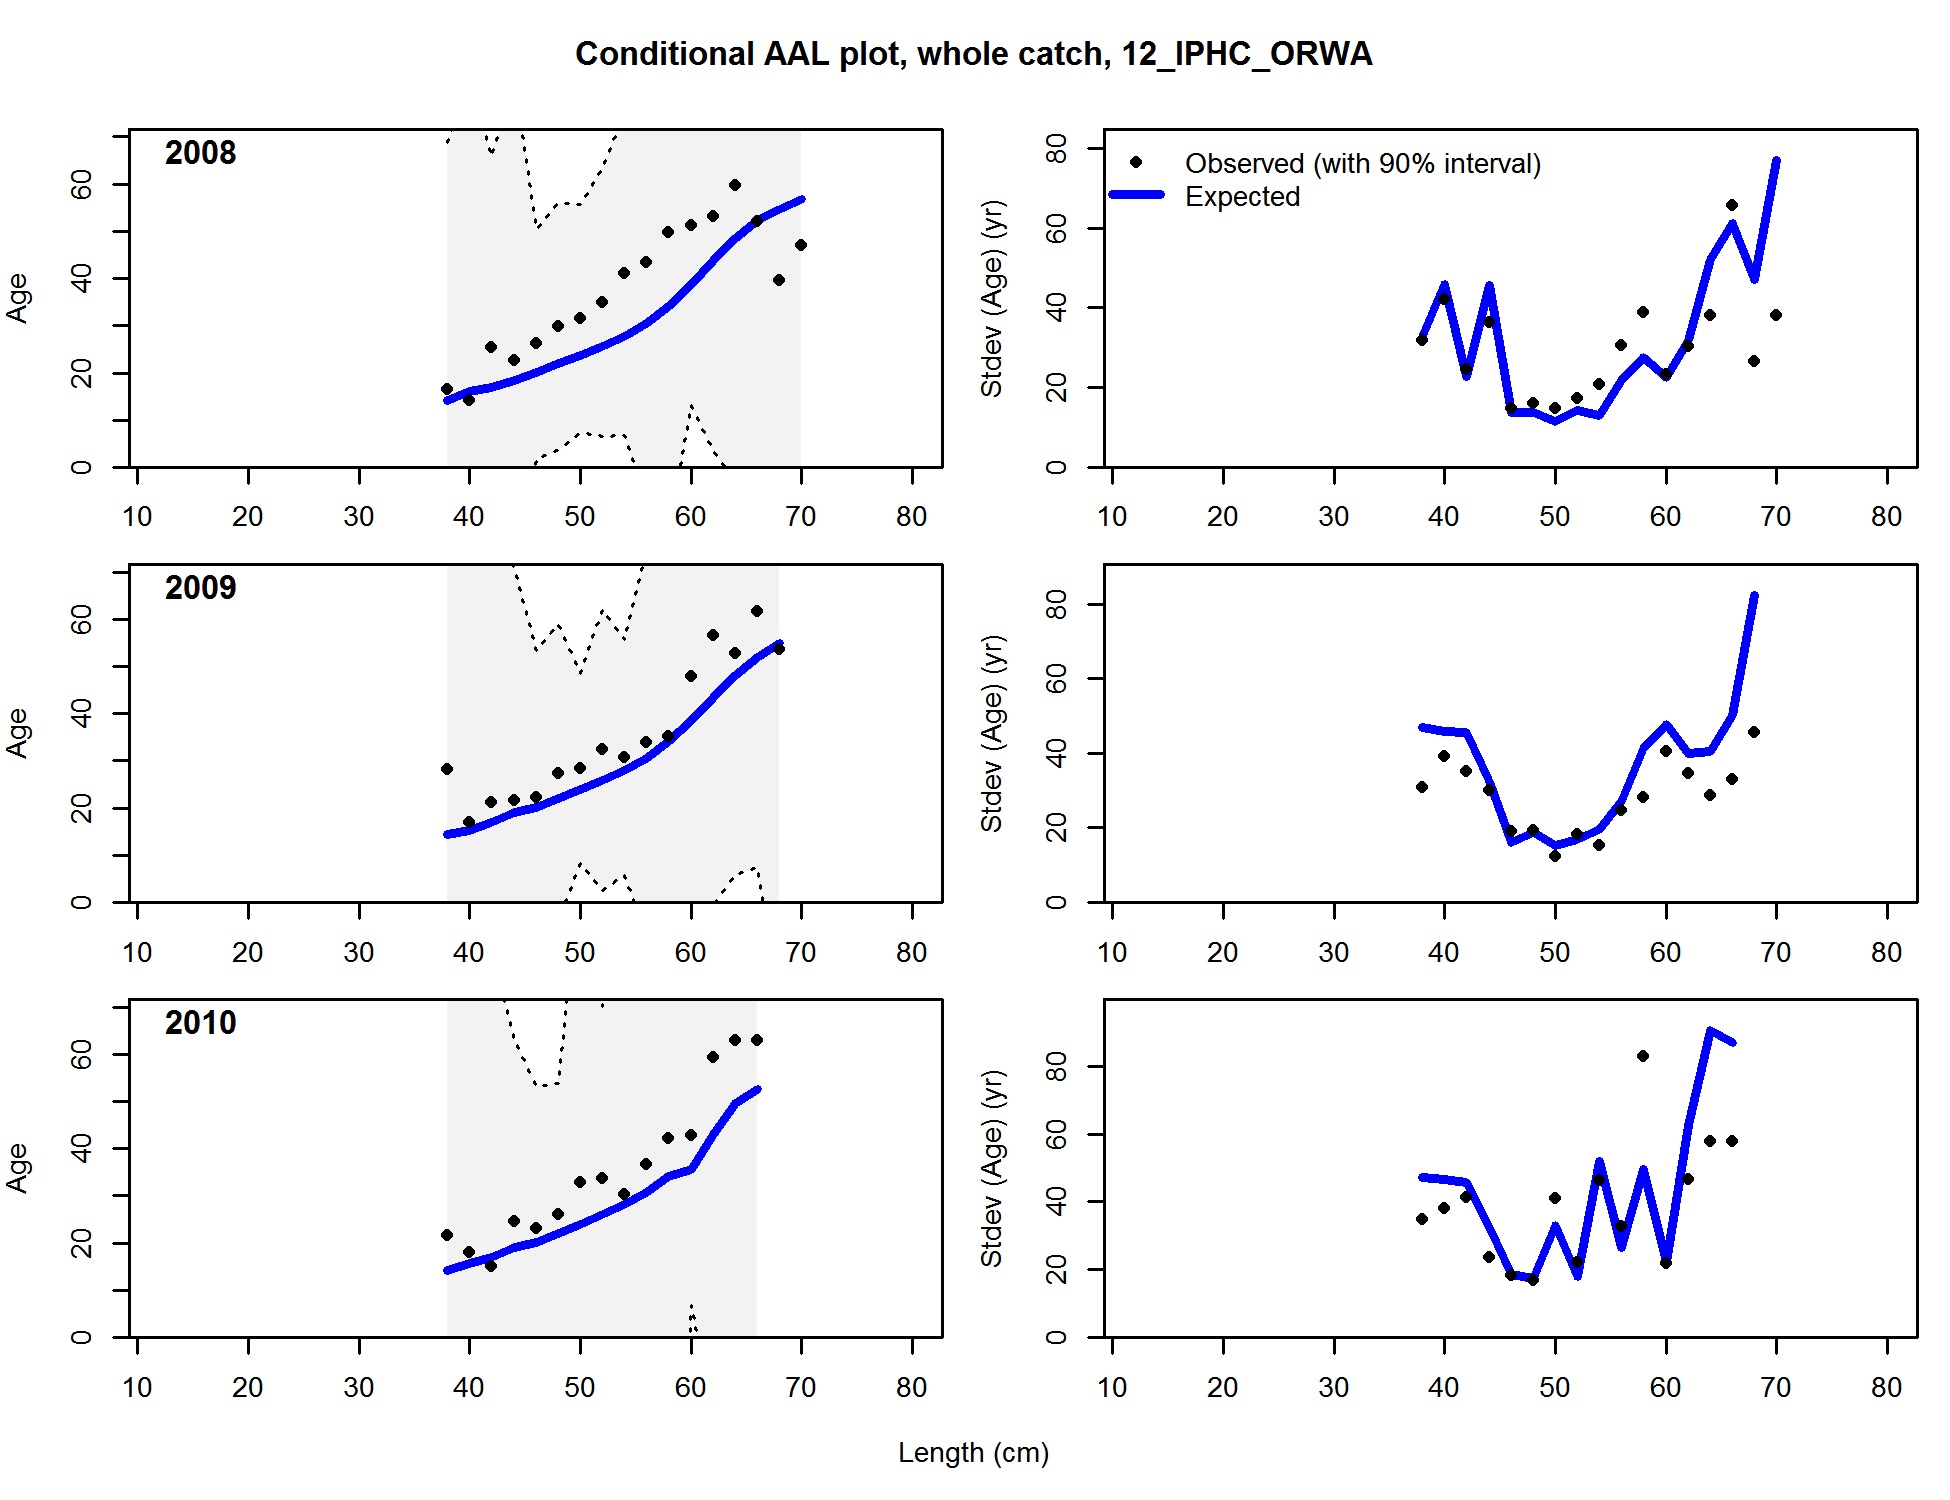 Conditional AAL plot, whole catch, 12_IPHC_ORWA
2008
Age
0 20 40 60
10 20 30 40 50 60 70 80
Observed (with 90% interval)
Expected
Stdev (Age) (yr)
0 20 40 60 80
10 20 30 40 50 60 70 80
2009
Age
0 20 40 60
10 20 30 40 50 60 70 80
Stdev (Age) (yr)
0 20 40 60 80
10 20 30 40 50 60 70 80
2010
Age
0 20 40 60
10 20 30 40 50 60 70 80
Stdev (Age) (yr)
0 20 40 60 80
10 20 30 40 50 60 70 80
Length (cm)